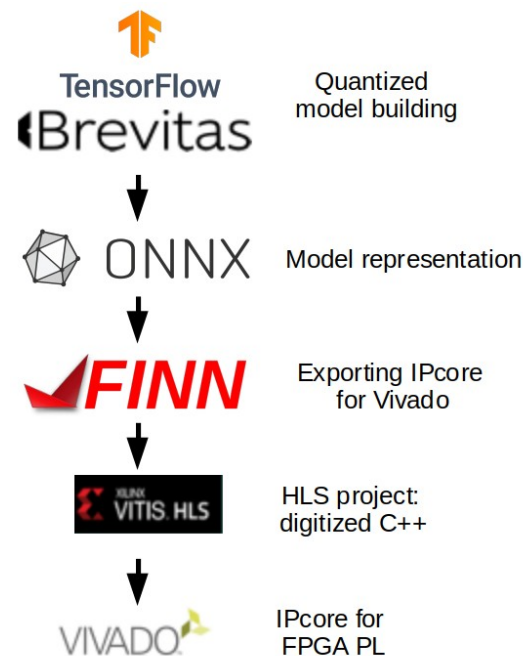 TensorFlow
Quantized
model building
Brevitas
ONNX
Model representation
FINN
Exporting IPcore
for Vivado
XILINX
VITIS. HLS
HLS project:
digitized C++
VIVADO
IPcore for
FPGA PL